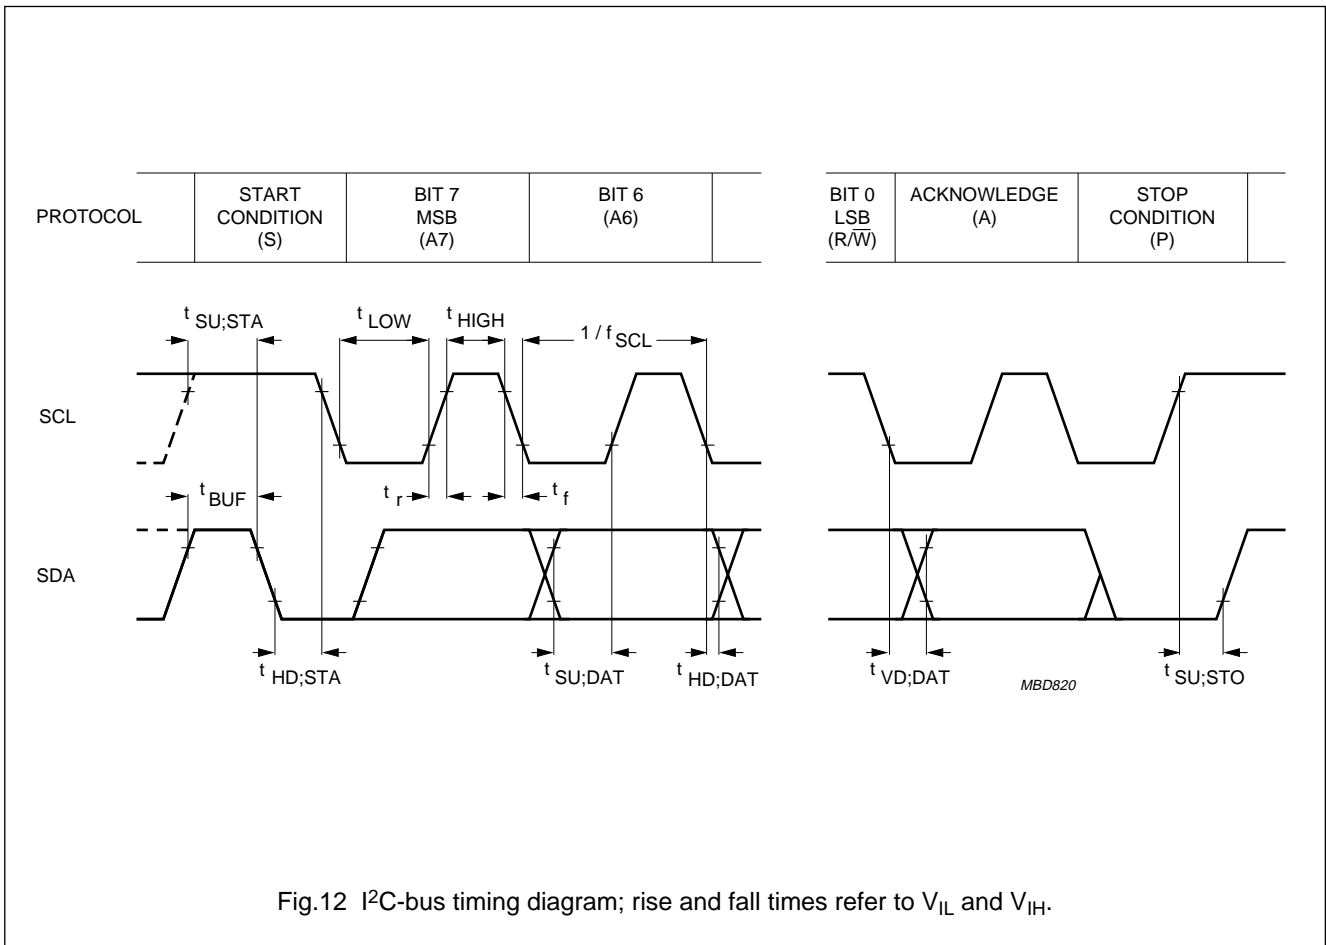 PROTOCOL
START CONDITION (S)
BIT 7 MSB (A7)
BIT 6 (A6)
BIT 0 LSB (R/W̅)
ACKNOWLEDGE (A)
STOP CONDITION (P)
t SU;STA
t LOW
t HIGH
1 / f SCL
SCL
t BUF
t r
t f
SDA
t HD;STA
t SU;DAT
t HD;DAT
t VD;DAT
MBD820
t SU;STO
Fig.12 I²C-bus timing diagram; rise and fall times refer to VIL and VIH.